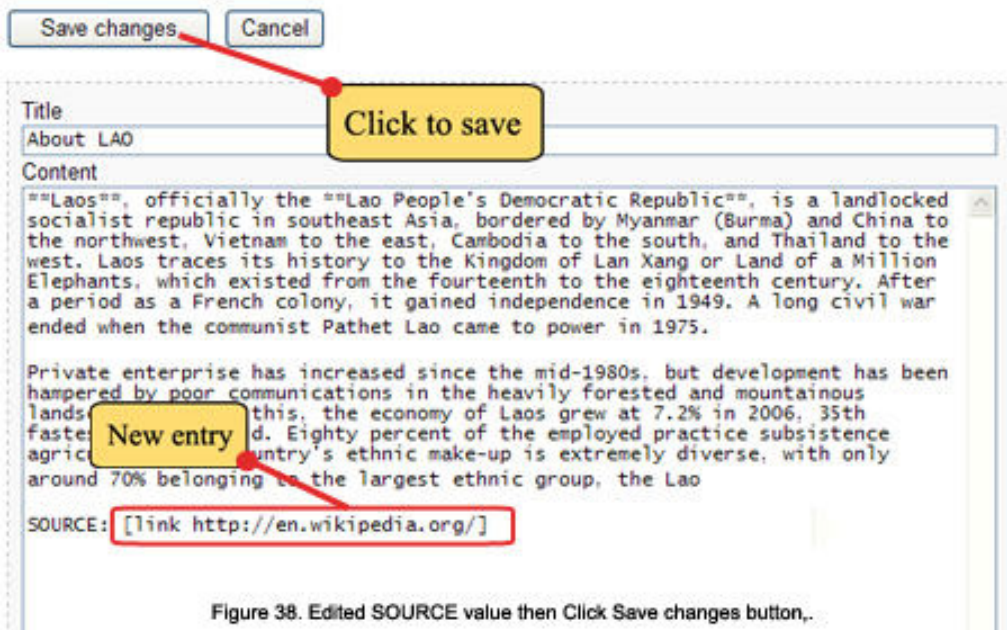 Save changes Cancel
Click to save
Title
About LAO
Content
**Laos**, officially the **Lao People's Democratic Republic**, is a landlocked
socialist republic in southeast Asia, bordered by Myanmar (Burma) and China to
the northwest, Vietnam to the east, Cambodia to the south, and Thailand to the
west. Laos traces its history to the Kingdom of Lan Xang or Land of a Million
Elephants, which existed from the fourteenth to the eighteenth century. After
a period as a French colony, it gained independence in 1949. A long civil war
ended when the communist Pathet Lao came to power in 1975.
Private enterprise has increased since the mid-1980s, but development has been
hampered by poor communications in the heavily forested and mountainous
lands this, the economy of Laos grew at 7.2% in 2006, 35th
faste d. Eighty percent of the employed practice subsistence
New entry
agric untry's ethnic make-up is extremely diverse, with only
around 70% belonging to the largest ethnic group, the Lao
SOURCE: [link http://en.wikipedia.org/]
Figure 38. Edited SOURCE value then Click Save changes button,.